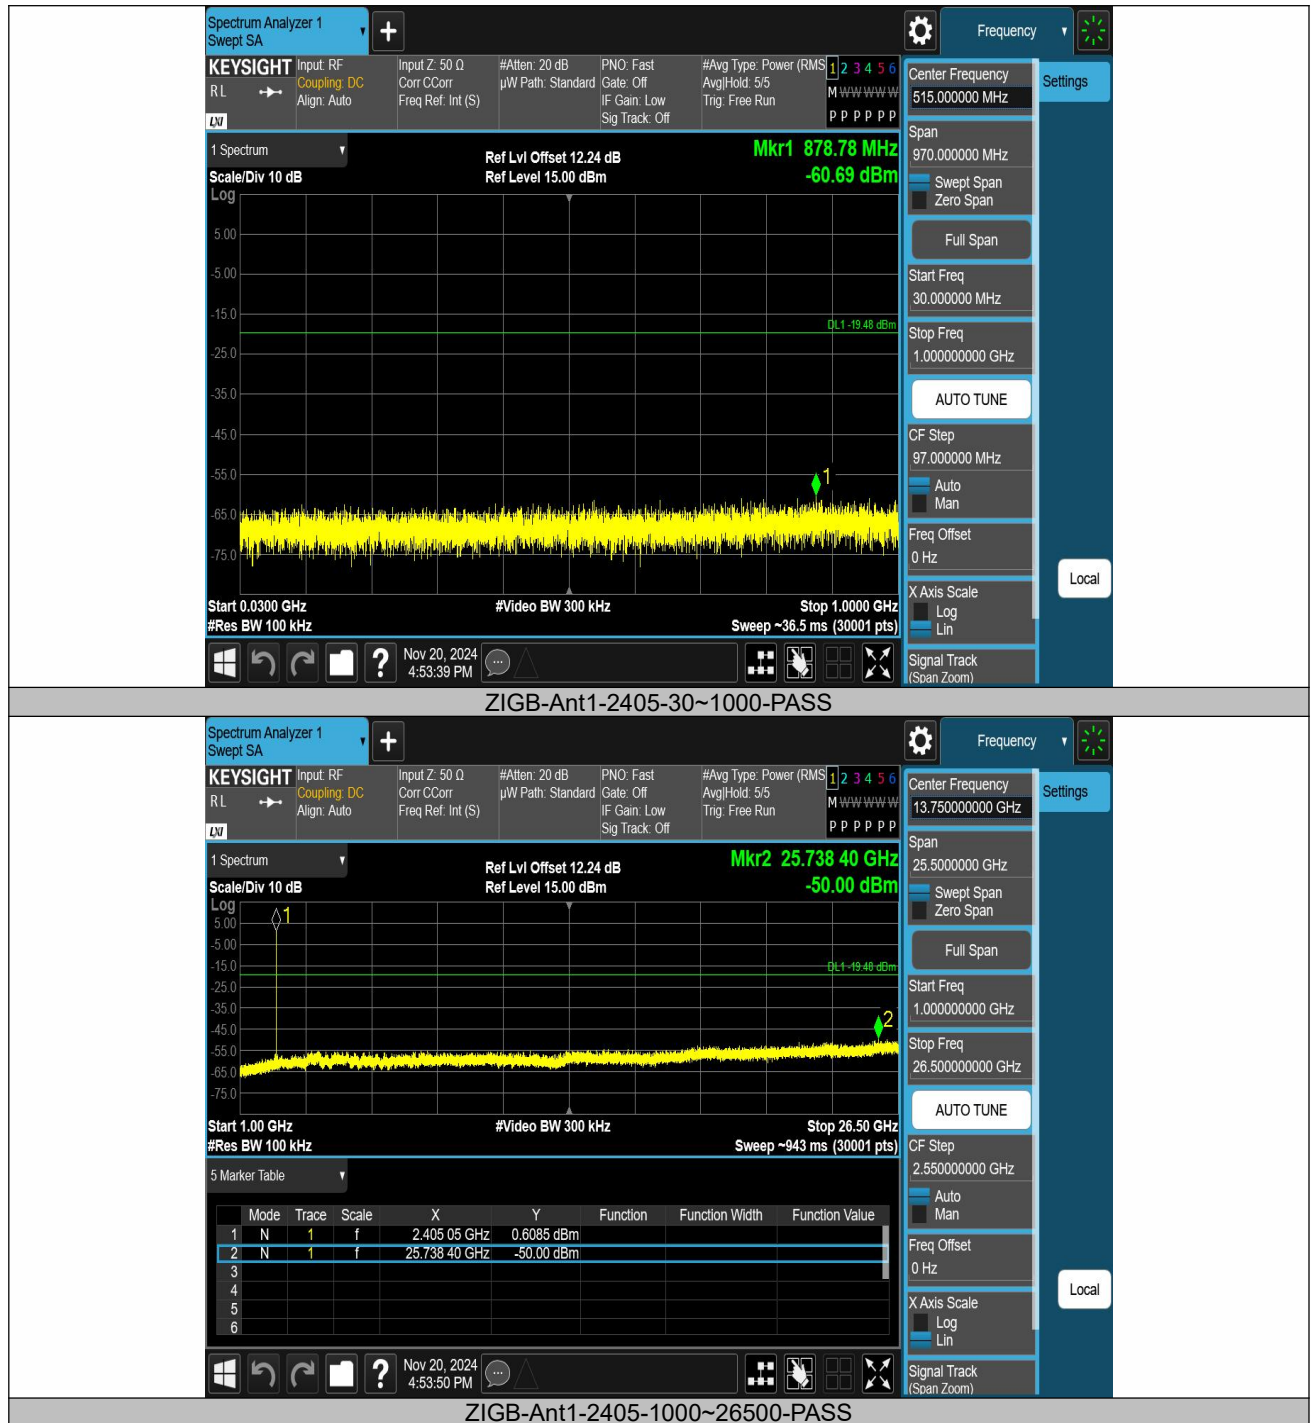 Spectrum Analyzer 1
Swept SA
Frequency
KEYSIGHT
Input: RF
Coupling: DC
Align: Auto
Input Z: 50 Ω
Corr CCorr
Freq Ref: Int (S)
#Atten: 20 dB
µW Path: Standard
PNO: Fast
Gate: Off
IF Gain: Low
Sig Track: Off
#Avg Type: Power (RMS
Avg|Hold: 5/5
Trig: Free Run
1 2 3 4 5 6
M W W W W W
P P P P P P
R L
LXI
1 Spectrum
Scale/Div 10 dB
Log
Ref Lvl Offset 12.24 dB
Ref Level 15.00 dBm
Mkr1 878.78 MHz
-60.69 dBm
5.00
-5.00
-15.0
-25.0
-35.0
-45.0
-55.0
-65.0
-75.0
DL1 -19.48 dBm
1
Start 0.0300 GHz
#Res BW 100 kHz
#Video BW 300 kHz
Stop 1.0000 GHz
Sweep ~36.5 ms (30001 pts)
Nov 20, 2024
4:53:39 PM
Center Frequency
515.000000 MHz
Span
970.000000 MHz
Swept Span
Zero Span
Full Span
Start Freq
30.000000 MHz
Stop Freq
1.000000000 GHz
AUTO TUNE
CF Step
97.000000 MHz
Auto
Man
Freq Offset
0 Hz
X Axis Scale
Log
Lin
Signal Track
(Span Zoom)
Settings
Local
ZIGB-Ant1-2405-30~1000-PASS
Spectrum Analyzer 1
Swept SA
Frequency
KEYSIGHT
Input: RF
Coupling: DC
Align: Auto
Input Z: 50 Ω
Corr CCorr
Freq Ref: Int (S)
#Atten: 20 dB
µW Path: Standard
PNO: Fast
Gate: Off
IF Gain: Low
Sig Track: Off
#Avg Type: Power (RMS
Avg|Hold: 5/5
Trig: Free Run
1 2 3 4 5 6
M W W W W W
P P P P P P
R L
LXI
1 Spectrum
Scale/Div 10 dB
Log
Ref Lvl Offset 12.24 dB
Ref Level 15.00 dBm
Mkr2 25.738 40 GHz
-50.00 dBm
5.00
-5.00
-15.0
-25.0
-35.0
-45.0
-55.0
-65.0
-75.0
1
DL1 -19.48 dBm
2
Start 1.00 GHz
#Res BW 100 kHz
#Video BW 300 kHz
Stop 26.50 GHz
Sweep ~943 ms (30001 pts)
5 Marker Table
Mode Trace Scale X Y Function Function Width Function Value
1 N 1 f 2.405 05 GHz 0.6085 dBm
2 N 1 f 25.738 40 GHz -50.00 dBm
3
4
5
6
Nov 20, 2024
4:53:50 PM
Center Frequency
13.750000000 GHz
Span
25.5000000 GHz
Swept Span
Zero Span
Full Span
Start Freq
1.000000000 GHz
Stop Freq
26.500000000 GHz
AUTO TUNE
CF Step
2.550000000 GHz
Auto
Man
Freq Offset
0 Hz
X Axis Scale
Log
Lin
Signal Track
(Span Zoom)
Settings
Local
ZIGB-Ant1-2405-1000~26500-PASS